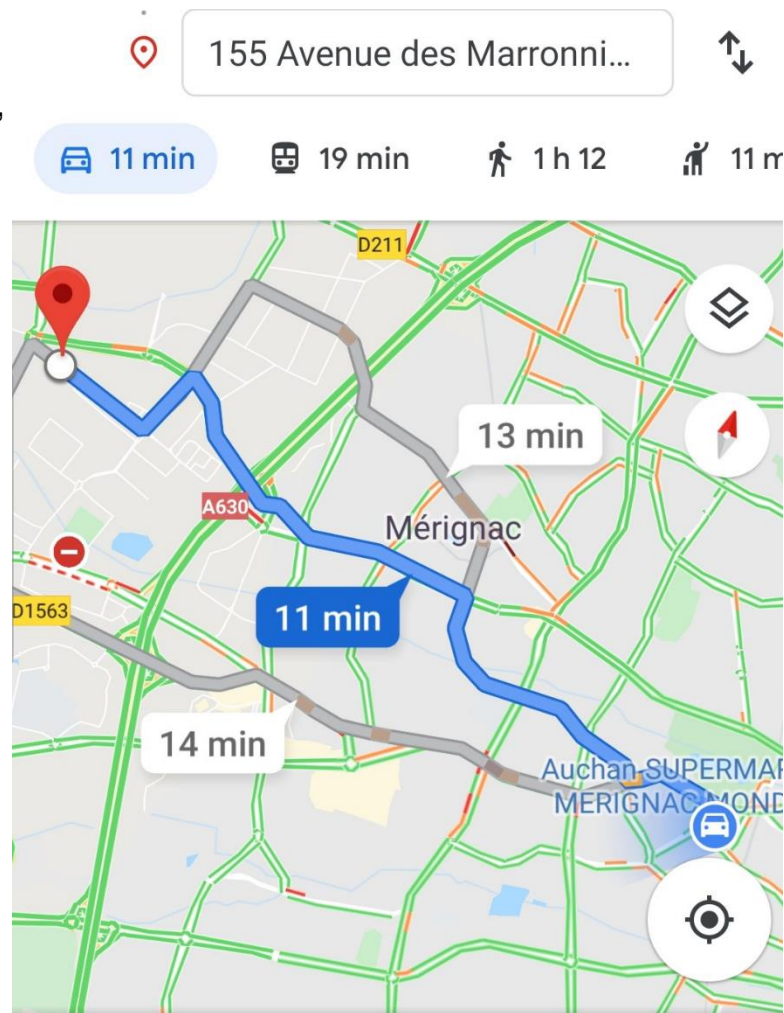 155 Avenue des Marronni...
11 min
19 min
1 h 12
11 m
D211
13 min
A630
Mérignac
D1563
11 min
14 min
Auchan SUPERMAR
MERIGNAC MOND